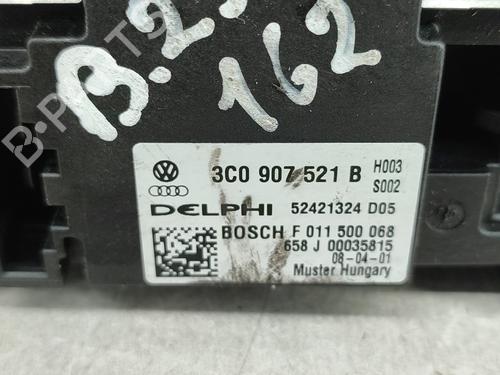 162
3C0 907 521 B H003
S002
DELPHI 52421324 D05
BOSCH F 011 500 068
658 J 00035815
08-04-01
Muster Hungary